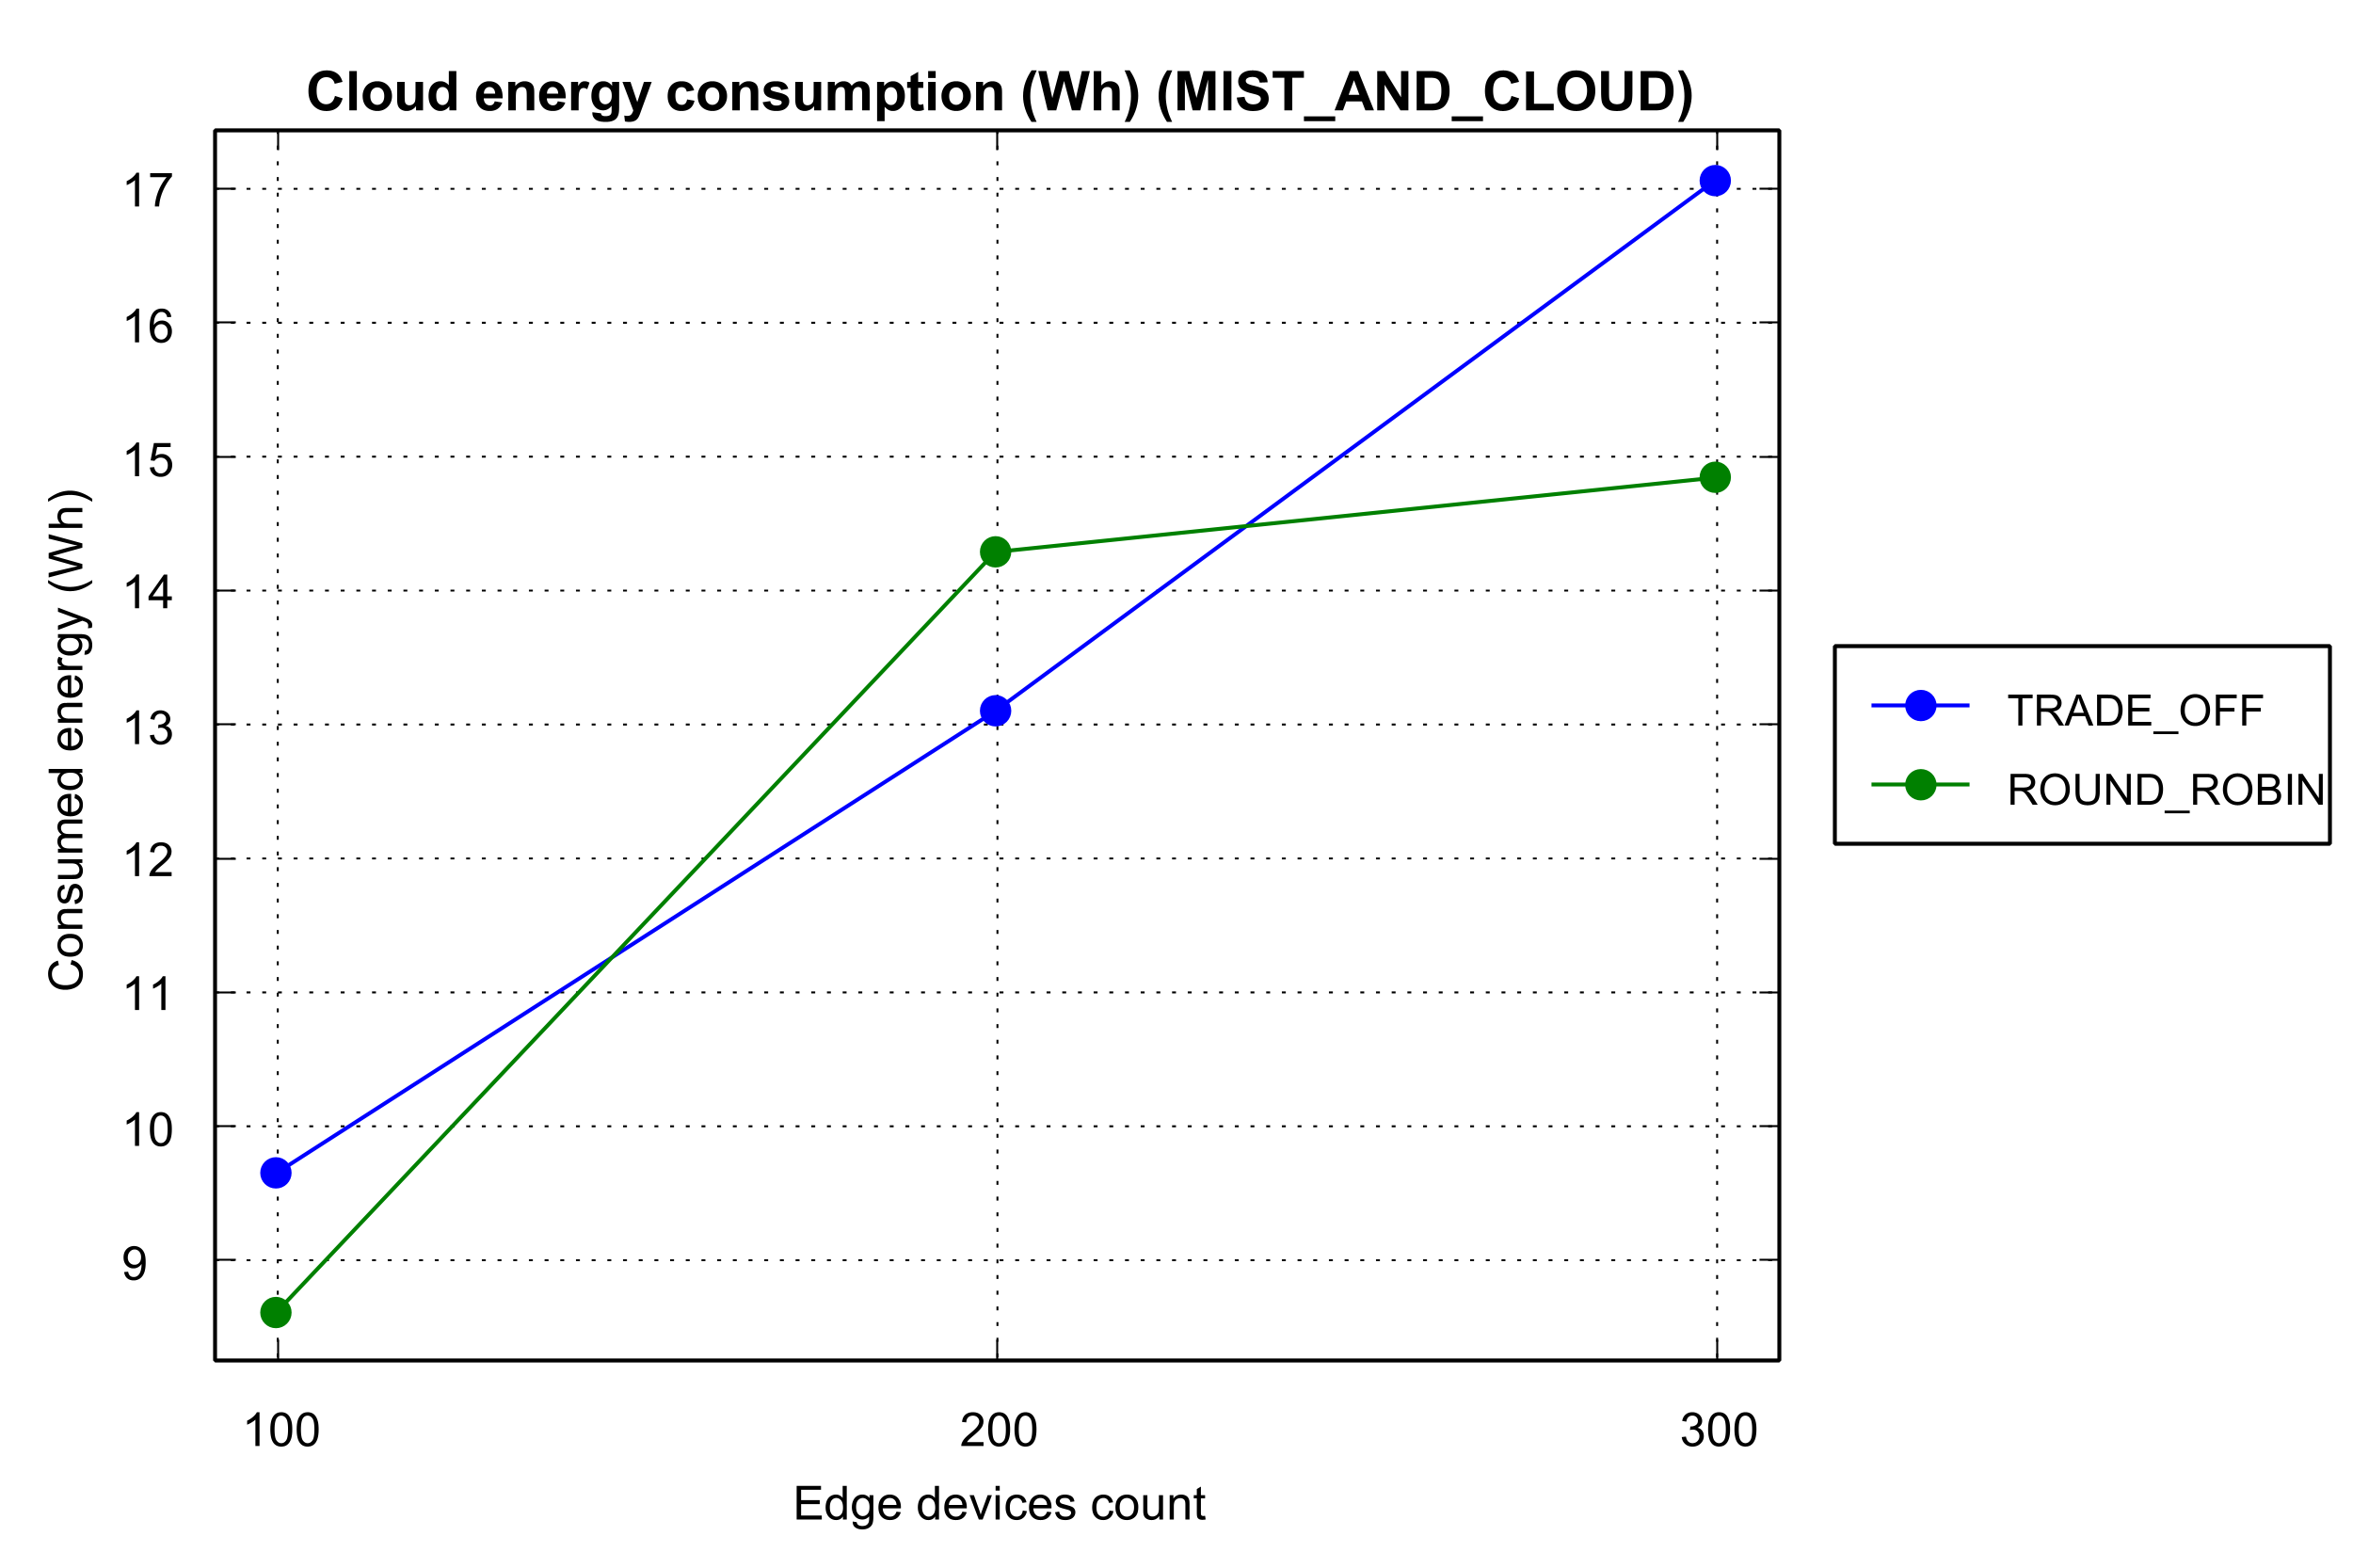 Cloud energy consumption (Wh) (MIST_AND_CLOUD)
17
16
15
14
13
12
11
10
9
Consumed energy (Wh)
100 200 300
Edge devices count
TRADE_OFF
ROUND_ROBIN